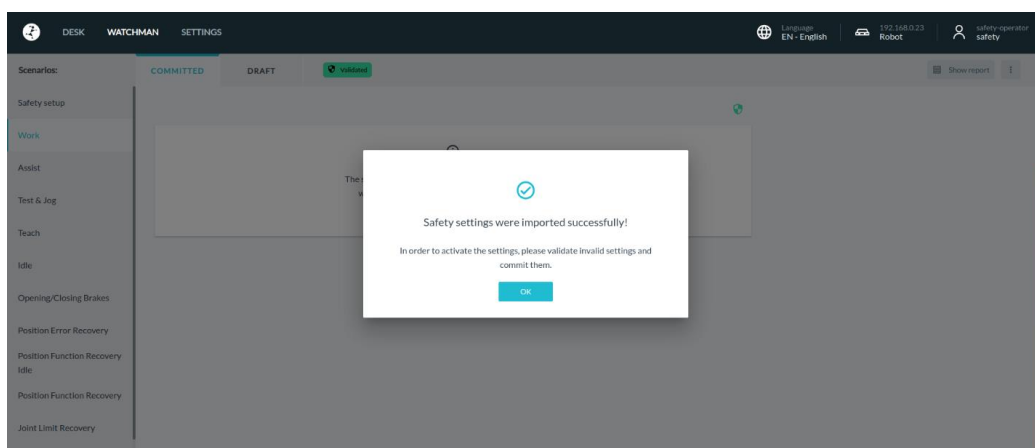 DESK WATCHMAN SETTINGS
Language
EN - English
192.168.0.23
Robot
safety-operator
safety
Scenarios:
COMMITTED DRAFT Validated Show report
Safety setup
Work
Assist
The
Test & Jog
Teach
Idle
Opening/Closing Brakes
Position Error Recovery
Position Function Recovery
Idle
Position Function Recovery
Joint Limit Recovery
Safety settings were imported successfully!
In order to activate the settings, please validate invalid settings and
commit them.
OK